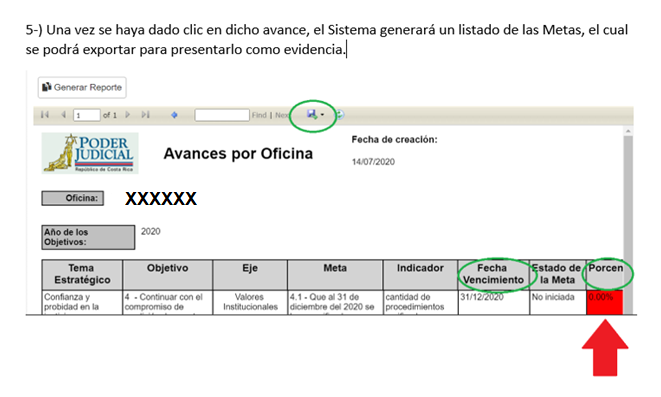 5-) Una vez se haya dado clic en dicho avance, el Sistema generará un listado de las Metas, el cual
se podrá exportar para presentarlo como evidencia.
Generar Reporte
1 of 1 Find | Nex
PODER
JUDICIAL
República de Costa Rica
Avances por Oficina
Fecha de creación:
14/07/2020
Oficina: XXXXXX
Año de los
Objetivos:
2020
Tema
Estratégico
Objetivo
Eje
Meta
Indicador
Fecha
Vencimiento
Estado de
la Meta
Porcen
Confianza y
probidad en la
4 - Continuar con el
compromiso de
Valores
Institucionales
4.1 - Que al 31 de
diciembre del 2020 se
cantidad de
procedimientos
31/12/2020
No iniciada
0.00%